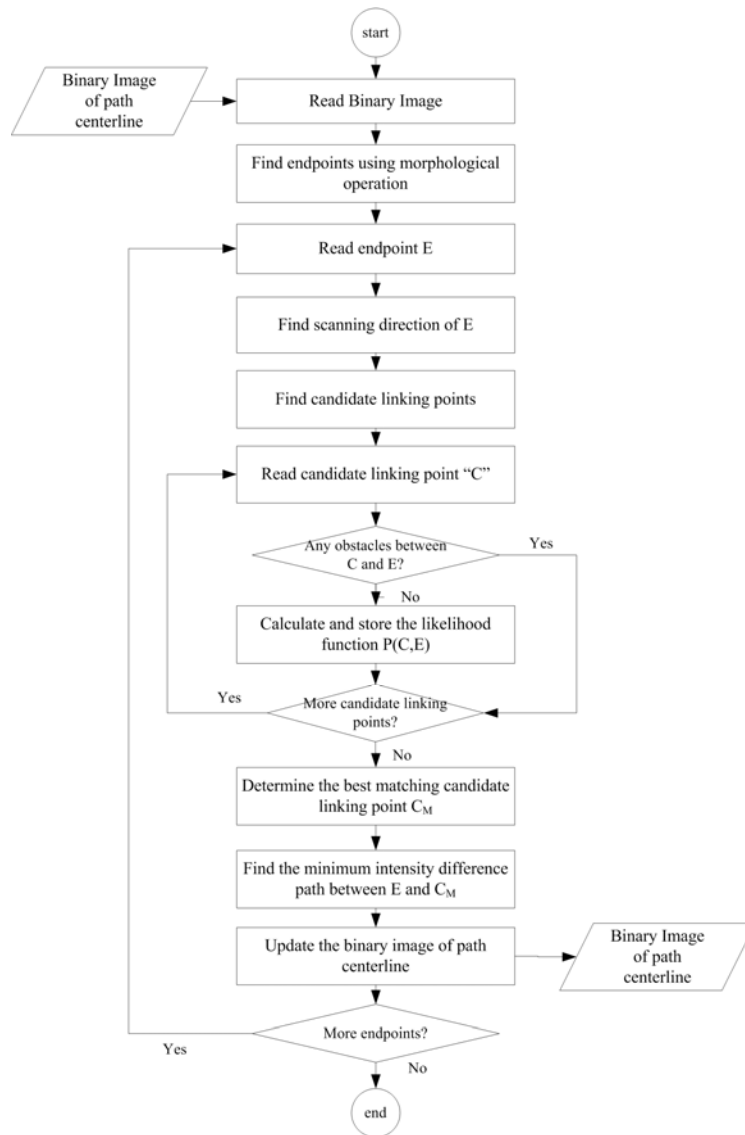 start
Binary Image
of path
centerline
Read Binary Image
Find endpoints using morphological
operation
Read endpoint E
Find scanning direction of E
Find candidate linking points
Read candidate linking point “C”
Any obstacles between
C and E?
Yes
No
Calculate and store the likelihood
function P(C,E)
Yes
More candidate linking
points?
No
Determine the best matching candidate
linking point CM
Find the minimum intensity difference
path between E and CM
Update the binary image of path
centerline
Binary Image
of path
centerline
More endpoints?
Yes
No
end